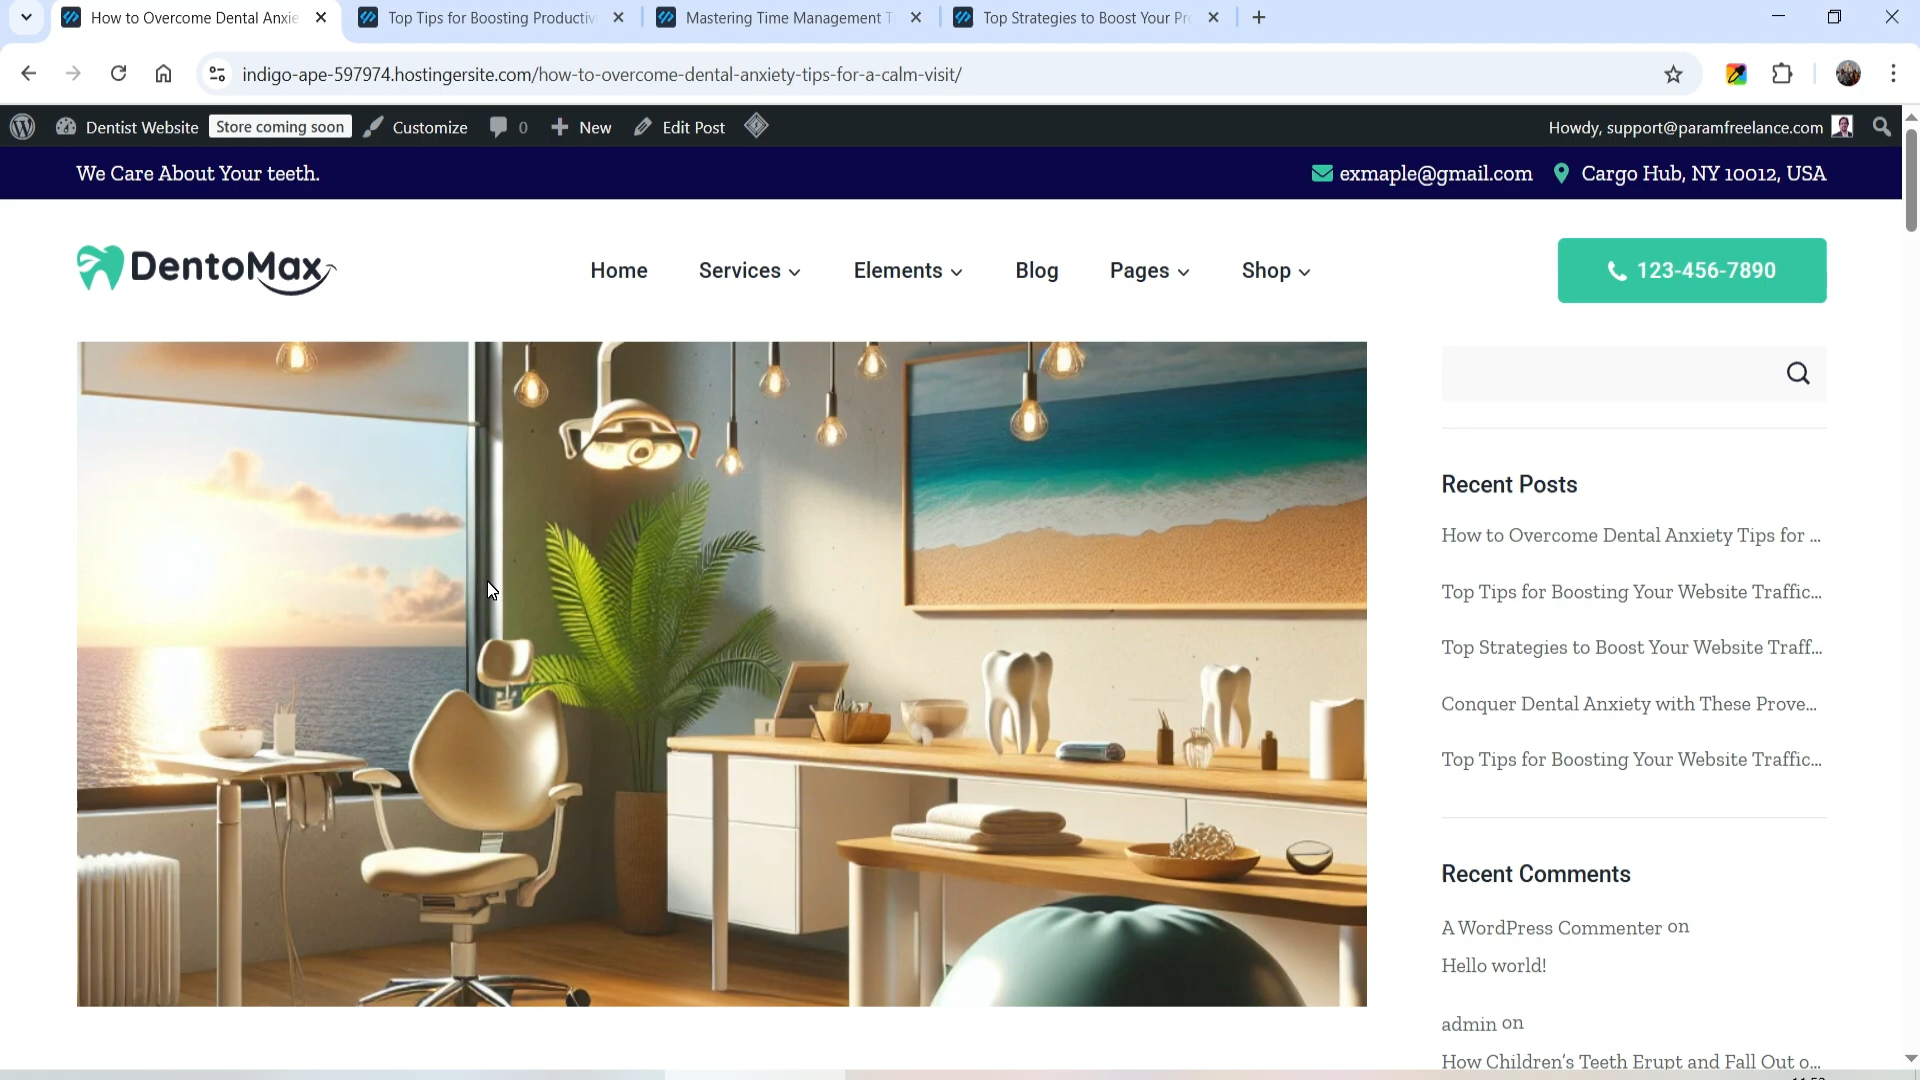 How to Overcome Dental Anxie
Top Tips for Boosting Productiv
Mastering Time Management T
Top Strategies to Boost Your Pr
indigo-ape-597974.hostingersite.com/how-to-overcome-dental-anxiety-tips-for-a-calm-visit/
Dentist Website Store coming soon Customize 0 New Edit Post
Howdy, support@paramfreelance.com
We Care About Your teeth.
exmaple@gmail.com Cargo Hub, NY 10012, USA
DentoMax
Home Services Elements Blog Pages Shop
123-456-7890
Recent Posts
How to Overcome Dental Anxiety Tips for ...
Top Tips for Boosting Your Website Traffic...
Top Strategies to Boost Your Website Traff...
Conquer Dental Anxiety with These Prove...
Top Tips for Boosting Your Website Traffic...
Recent Comments
A WordPress Commenter on
Hello world!
admin on
How Children's Teeth Erupt and Fall Out o...